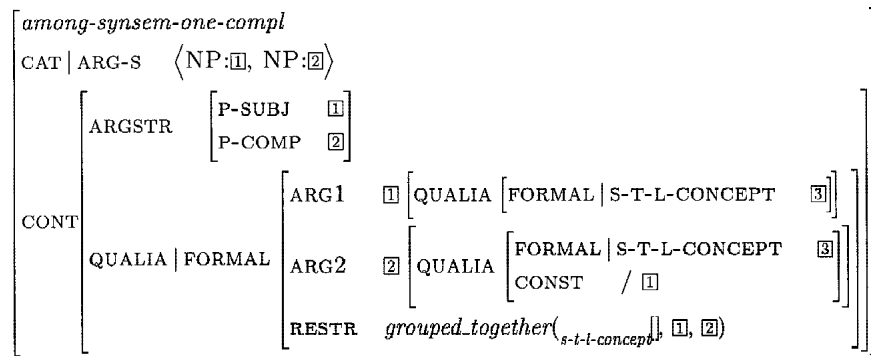 among-synsem-one-compl
CAT | ARG-S ⟨NP:[1], NP:[2]⟩
CONT
ARGSTR
P-SUBJ [1]
P-COMP [2]
QUALIA | FORMAL
ARG1 [1] [QUALIA [FORMAL | S-T-L-CONCEPT [3]]]
ARG2 [2] [QUALIA [FORMAL | S-T-L-CONCEPT [3]
CONST / [1]]]
RESTR grouped_together(s-t-l-concept[], [1], [2])